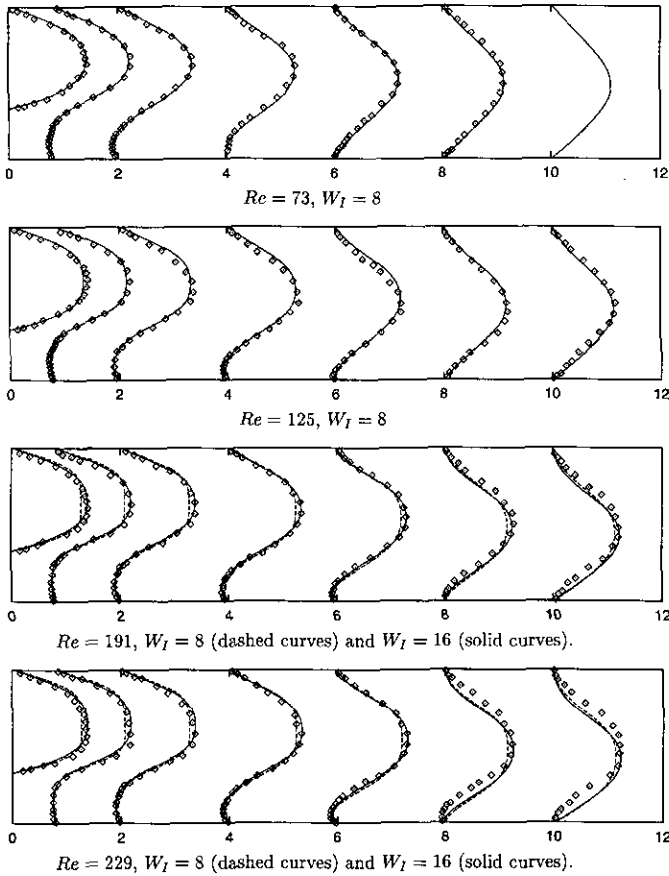 0 2 4 6 8 10 12
Re = 73, W_I = 8
0 2 4 6 8 10 12
Re = 125, W_I = 8
0 2 4 6 8 10 12
Re = 191, W_I = 8 (dashed curves) and W_I = 16 (solid curves).
0 2 4 6 8 10 12
Re = 229, W_I = 8 (dashed curves) and W_I = 16 (solid curves).